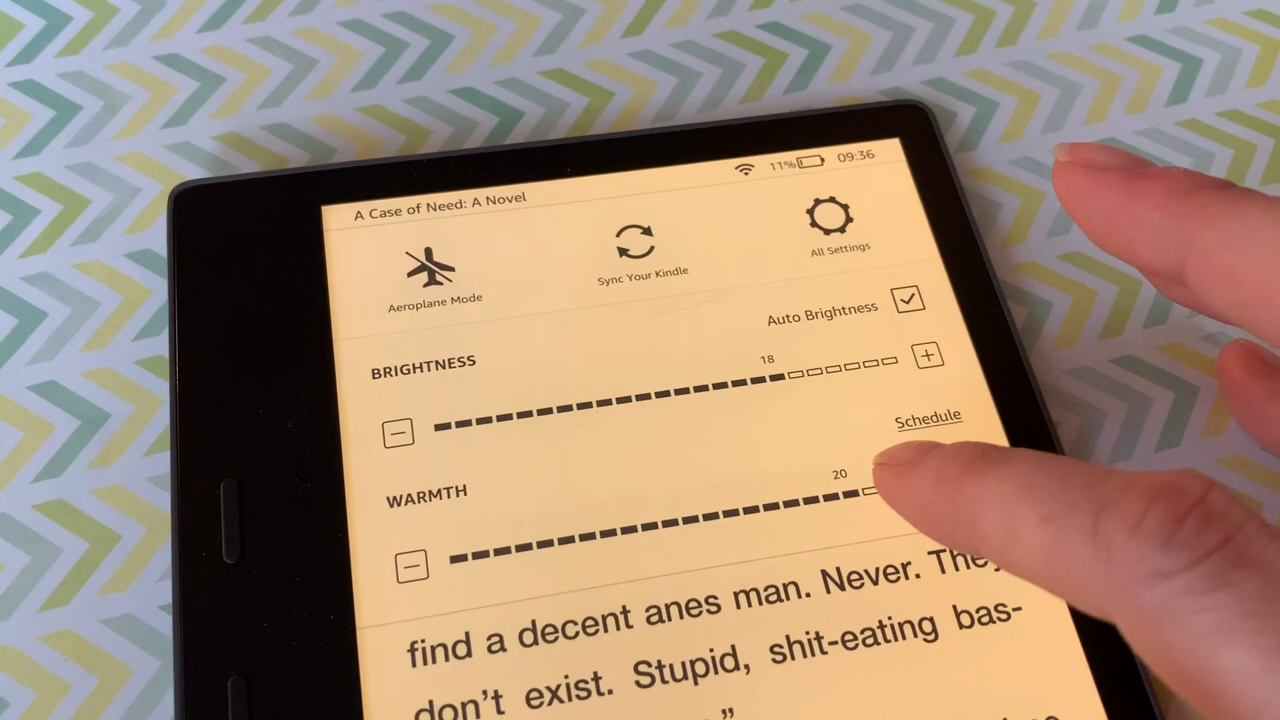 11% 09:36
A Case of Need: A Novel
Aeroplane Mode Sync Your Kindle All Settings
Auto Brightness
BRIGHTNESS
18
Schedule
WARMTH
20
find a decent anes man. Never. They
don't exist. Stupid, shit-eating bas-
”